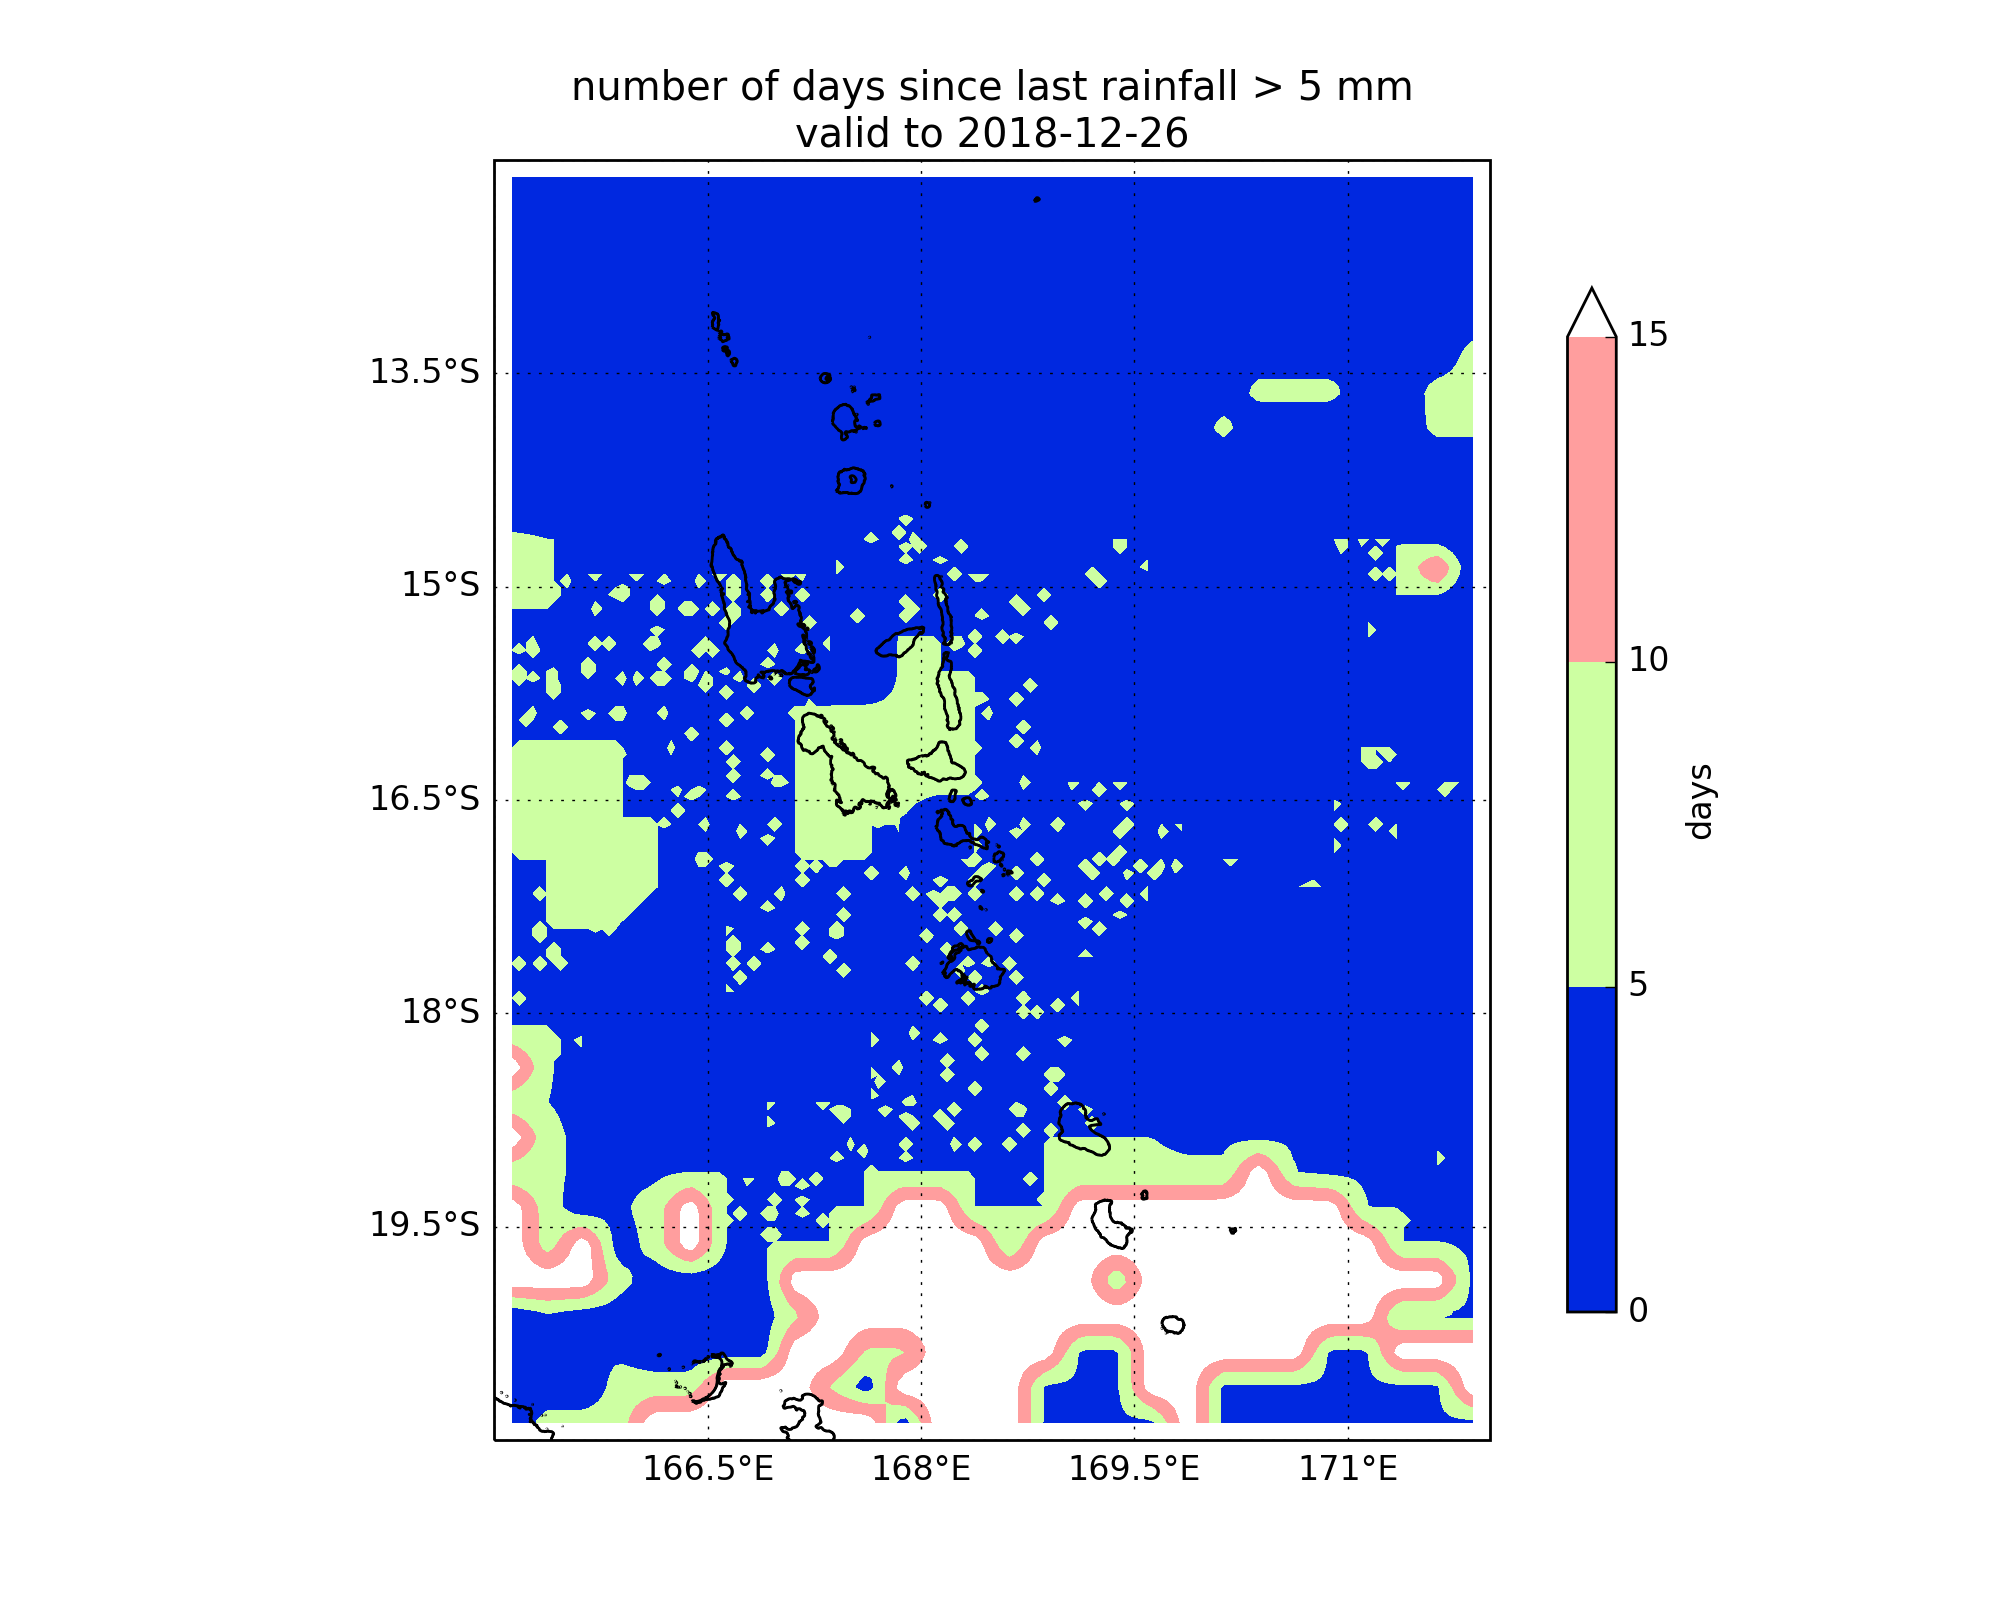 number of days since last rainfall > 5 mm
valid to 2018-12-26
13.5°S
15°S
16.5°S
18°S
19.5°S
166.5°E
168°E
169.5°E
171°E
15
10
5
0
days